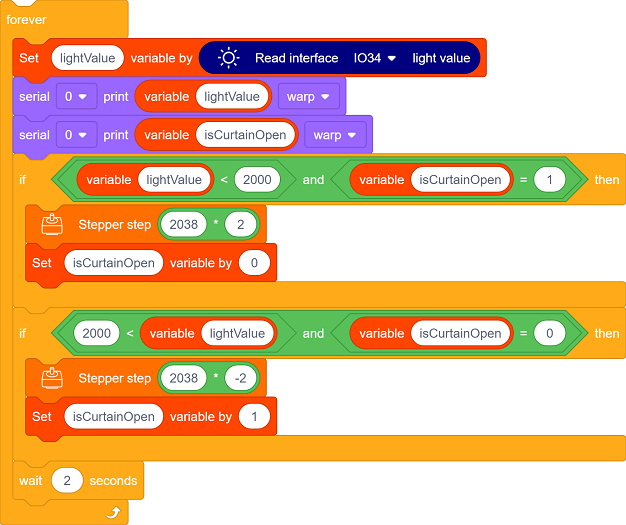 forever
Set lightValue variable by Read interface IO34 light value
serial 0 print variable lightValue warp
serial 0 print variable isCurtainOpen warp
if variable lightValue < 2000 and variable isCurtainOpen = 1 then
Stepper step 2038 * 2
Set isCurtainOpen variable by 0
if 2000 < variable lightValue and variable isCurtainOpen = 0 then
Stepper step 2038 * -2
Set isCurtainOpen variable by 1
wait 2 seconds